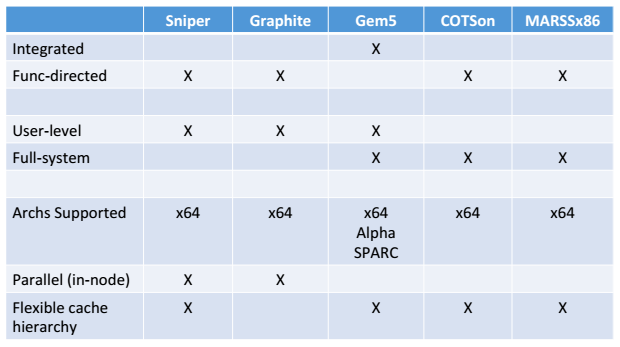 Sniper Graphite Gem5 COTSon MARSSx86
Integrated X
Func-directed X X X X
User-level X X X
Full-system X X X
Archs Supported x64 x64 x64 x64 x64
Alpha
SPARC
Parallel (in-node) X X
Flexible cache X X X X
hierarchy